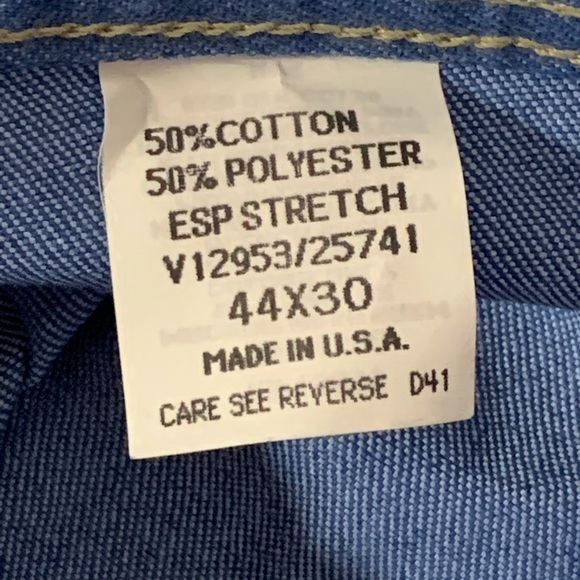 50%COTTON
50% POLYESTER
ESP STRETCH
V12953/25741
44X30
MADE IN U.S.A.
CARE SEE REVERSE D41